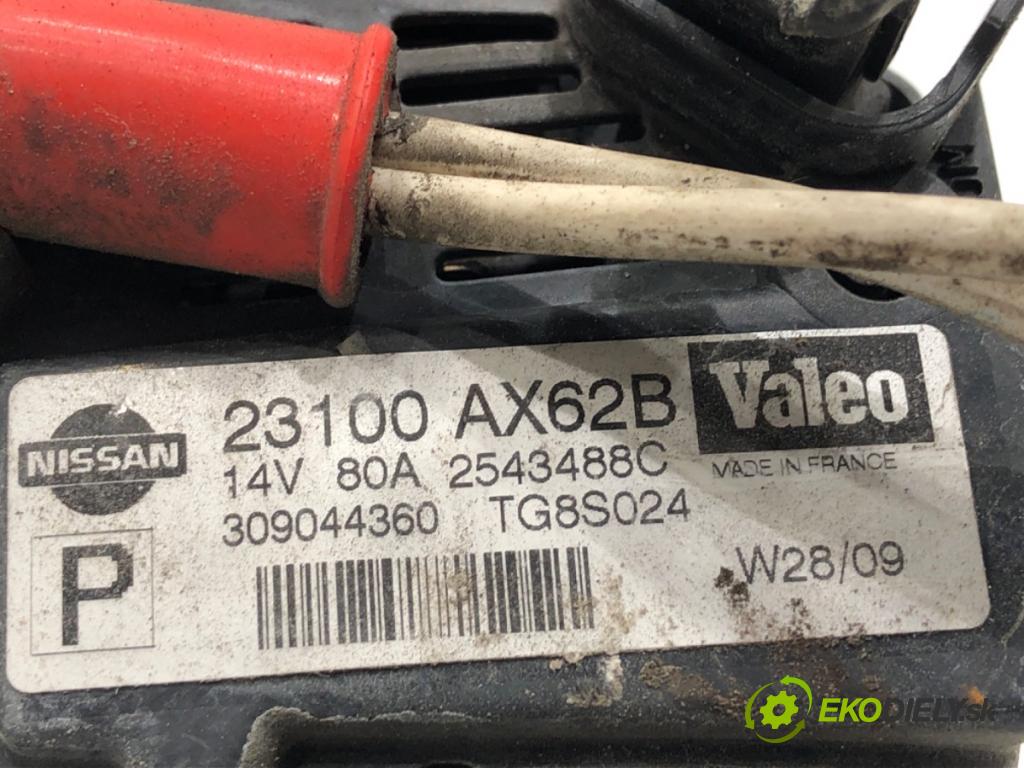 NISSAN
23100 AX62B
Valeo
14V 80A 2543488C
MADE IN FRANCE
309044360 TG8S024
P
W28/09
EKODIELY.SK